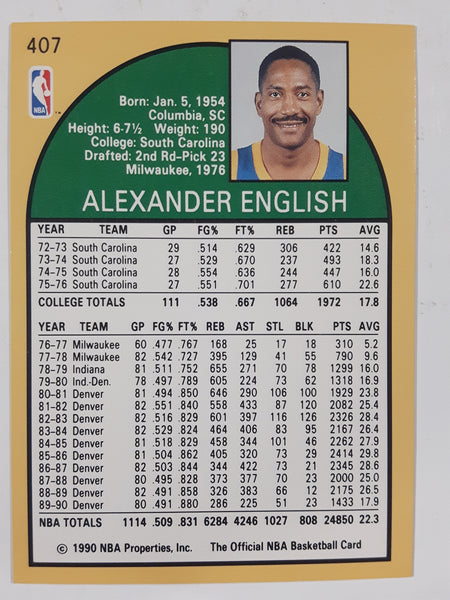 407
NBA
Born: Jan. 5, 1954
Columbia, SC
Height: 6-7½ Weight: 190
College: South Carolina
Drafted: 2nd Rd-Pick 23
Milwaukee, 1976
ALEXANDER ENGLISH
YEAR TEAM GP FG% FT% REB PTS AVG
72-73 South Carolina 29 .514 .629 306 422 14.6
73-74 South Carolina 27 .529 .670 237 493 18.3
74-75 South Carolina 28 .554 .636 244 447 16.0
75-76 South Carolina 27 .551 .701 277 610 22.6
COLLEGE TOTALS 111 .538 .667 1064 1972 17.8
YEAR TEAM GP FG% FT% REB AST STL BLK PTS AVG
76-77 Milwaukee 60 .477 .767 168 25 17 18 310 5.2
77-78 Milwaukee 82 .542 .727 395 129 41 55 790 9.6
78-79 Indiana 81 .511 .752 655 271 70 78 1299 16.0
79-80 Ind.-Den. 78 .497 .789 605 224 73 62 1318 16.9
80-81 Denver 81 .494 .850 646 290 106 100 1929 23.8
81-82 Denver 82 .551 .840 558 433 87 120 2082 25.4
82-83 Denver 82 .516 .829 601 397 116 126 2326 28.4
83-84 Denver 82 .529 .824 464 406 83 95 2167 26.4
84-85 Denver 81 .518 .829 458 344 101 46 2262 27.9
85-86 Denver 81 .504 .862 405 320 73 29 2414 29.8
86-87 Denver 82 .503 .844 344 422 73 21 2345 28.6
87-88 Denver 80 .495 .828 373 377 70 23 2000 25.0
88-89 Denver 82 .491 .858 326 383 66 12 2175 26.5
89-90 Denver 80 .491 .880 286 225 51 23 1433 17.9
NBA TOTALS 1114 .509 .831 6284 4246 1027 808 24850 22.3
© 1990 NBA Properties, Inc. The Official NBA Basketball Card